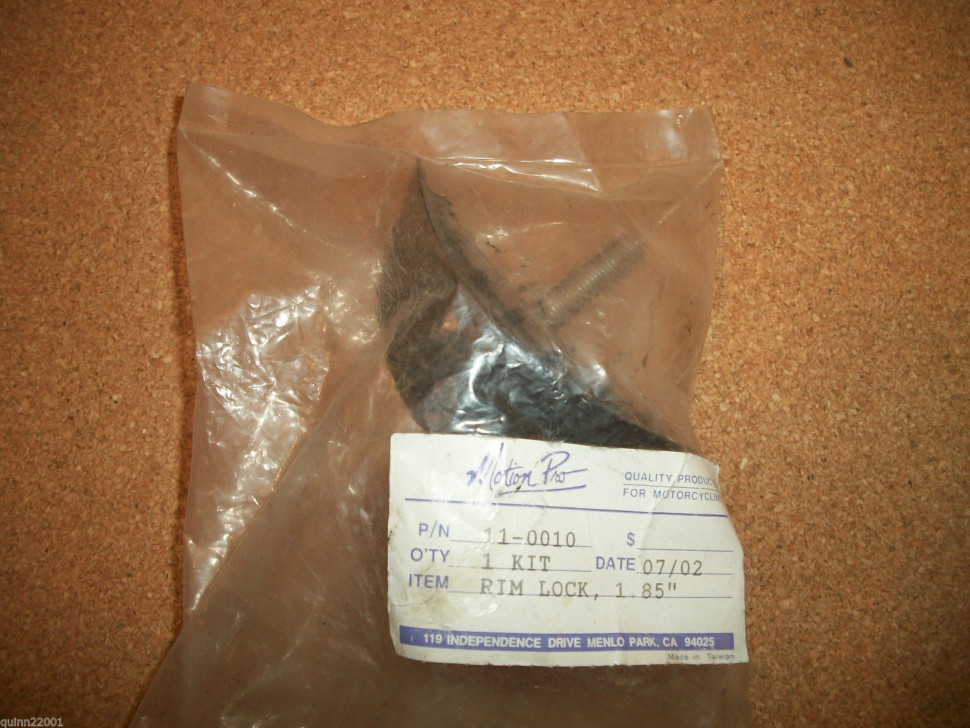 Motion Pro
QUALITY PRODUC
FOR MOTORCYCLIN
P/N 11-0010 $
Q'TY 1 KIT DATE 07/02
ITEM RIM LOCK, 1.85"
119 INDEPENDENCE DRIVE MENLO PARK, CA 94025
Made in Taiwan
quinn22001